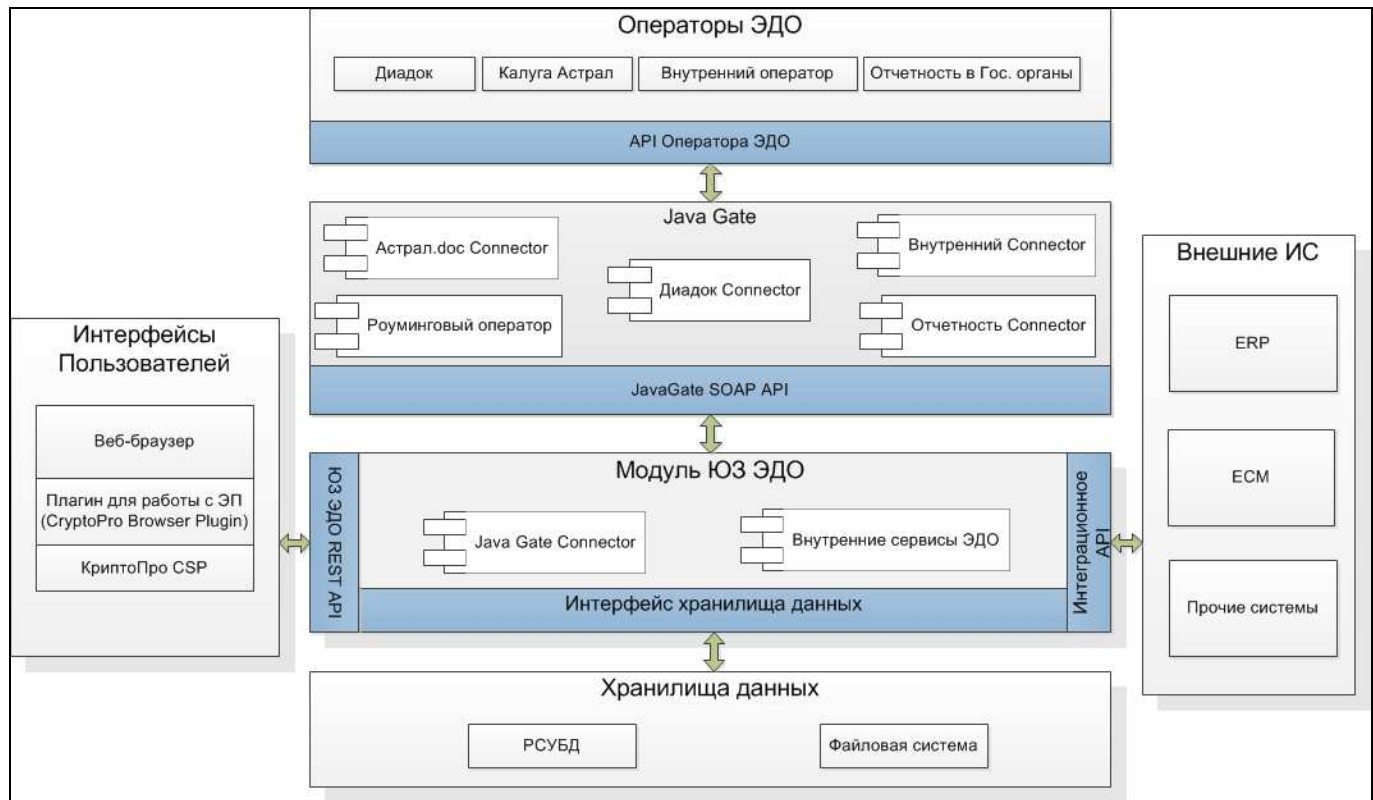 Операторы ЭДО
Диадок
Калуга Астрал
Внутренний оператор
Отчетность в Гос. органы
API Оператора ЭДО
Java Gate
Астрал.doc Connector
Внутренний Connector
Диадок Connector
Роуминговый оператор
Отчетность Connector
JavaGate SOAP API
Интерфейсы
Пользователей
Веб-браузер
Плагин для работы с ЭП
(CryptoPro Browser Plugin)
КриптоПро CSP
Модуль ЮЗ ЭДО
ЮЗ ЭДО REST API
Java Gate Connector
Внутренние сервисы ЭДО
Интерфейс хранилища данных
Интеграционное
API
Внешние ИС
ERP
ECM
Прочие системы
Хранилища данных
РСУБД
Файловая система